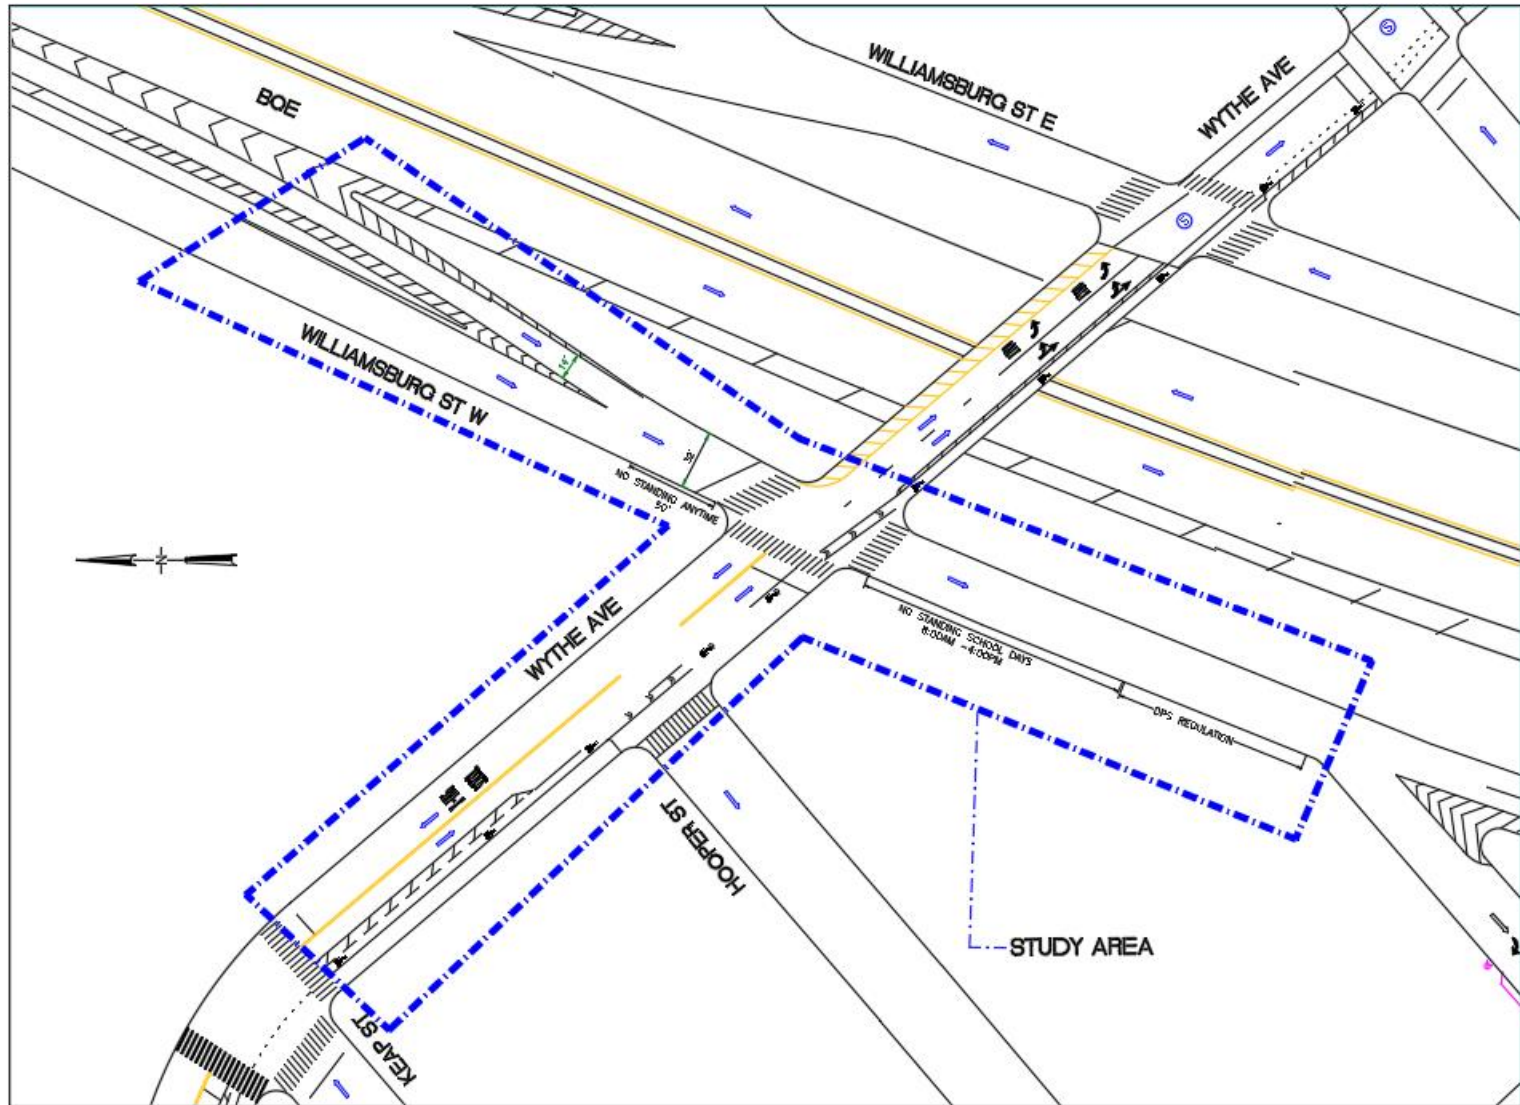 WILLIAMSBURG ST E
WYTHE AVE
BQE
S
S
WILLIAMSBURG ST W
14'
NO STANDING ANYTIME
50'
N
WYTHE AVE
NO STANDING SCHOOL DAYS
8:00AM -4:00PM
DPS REGULATION
HOOPER ST
STUDY AREA
KEAP ST